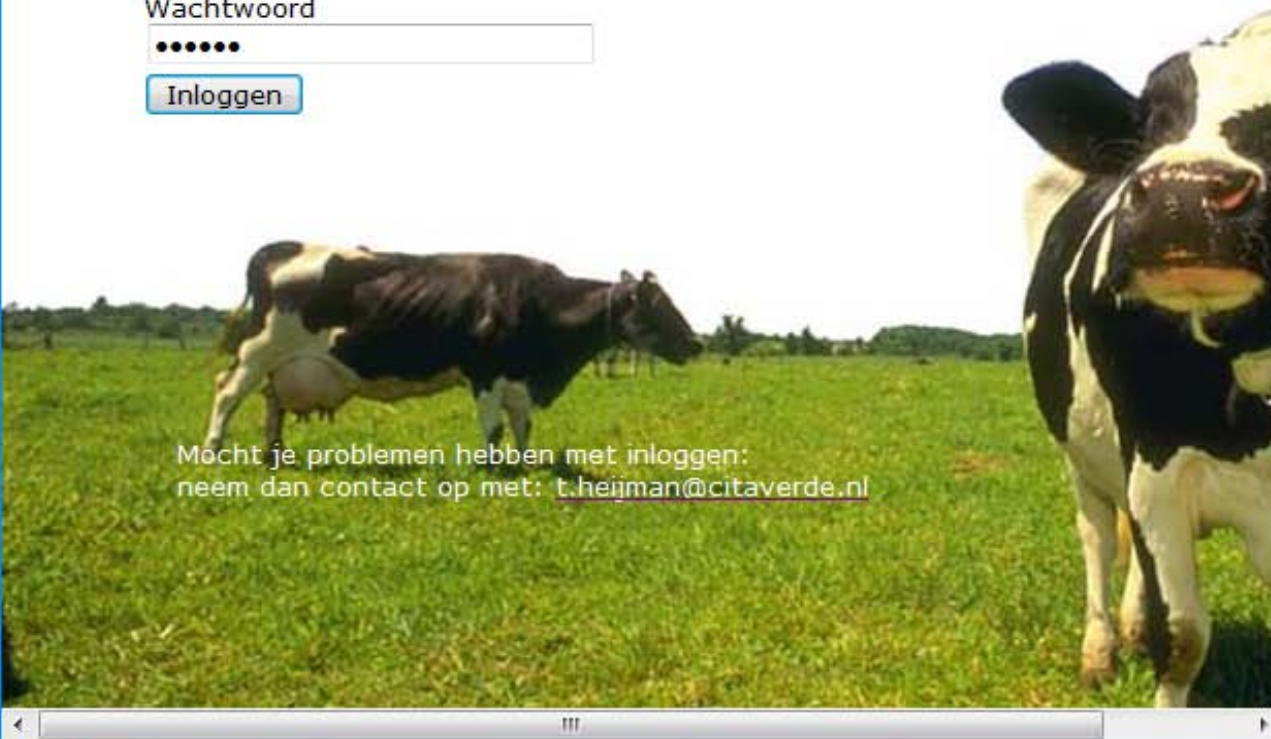 Wachtwoord
••••••
Inloggen
Mocht je problemen hebben met inloggen:
neem dan contact op met: t.heijman@citaverde.nl